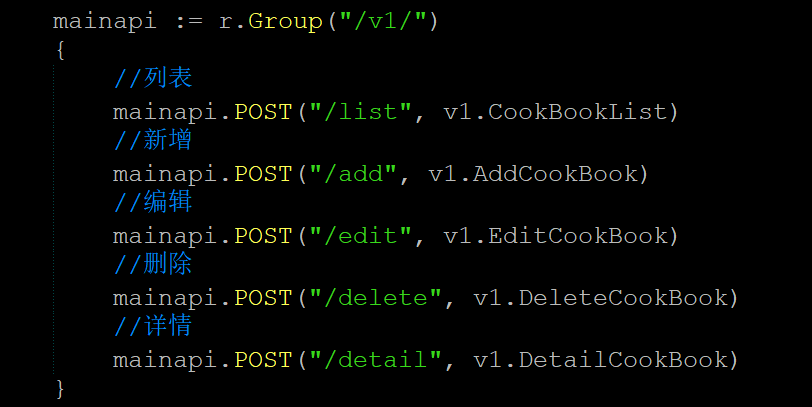 mainapi := r.Group("/v1/")
{
//列表
mainapi.POST("/list", v1.CookBookList)
//新增
mainapi.POST("/add", v1.AddCookBook)
//编辑
mainapi.POST("/edit", v1.EditCookBook)
//删除
mainapi.POST("/delete", v1.DeleteCookBook)
//详情
mainapi.POST("/detail", v1.DetailCookBook)
}